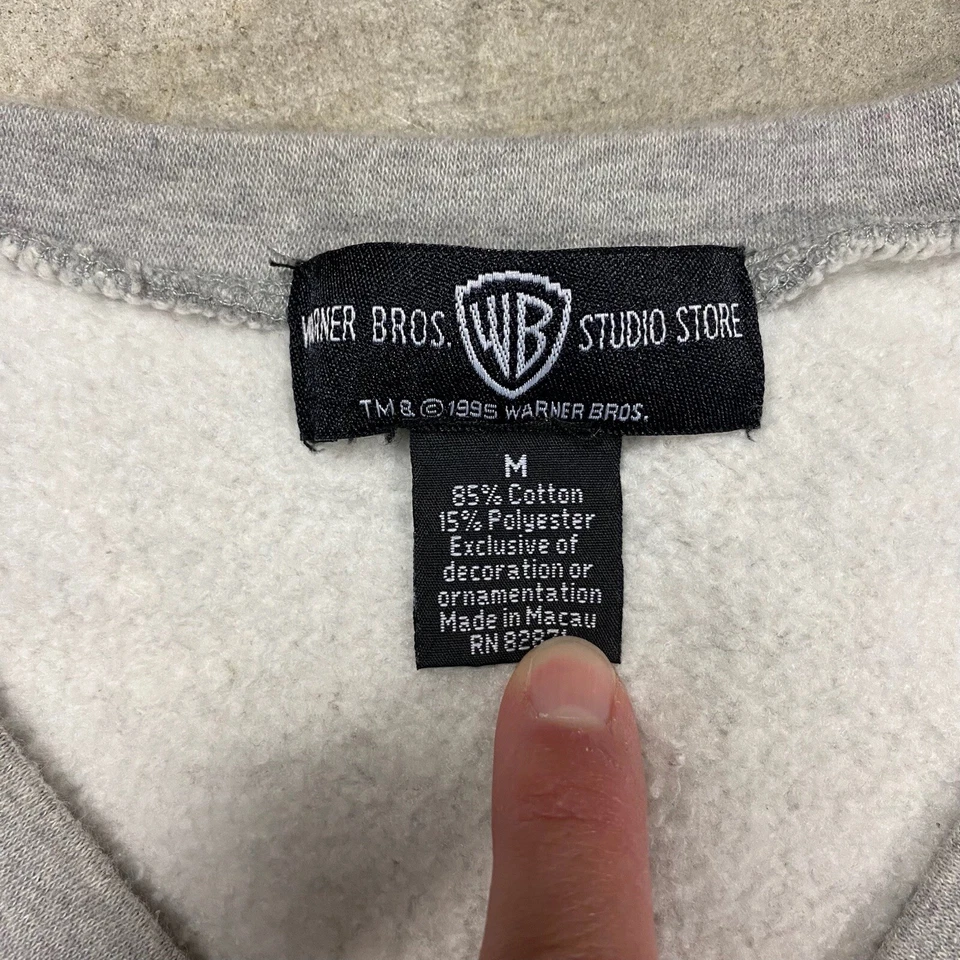 WARNER BROS. WB STUDIO STORE
TM & © 1995 WARNER BROS.
M
85% Cotton
15% Polyester
Exclusive of
decoration or
ornamentation
Made in Macau
RN